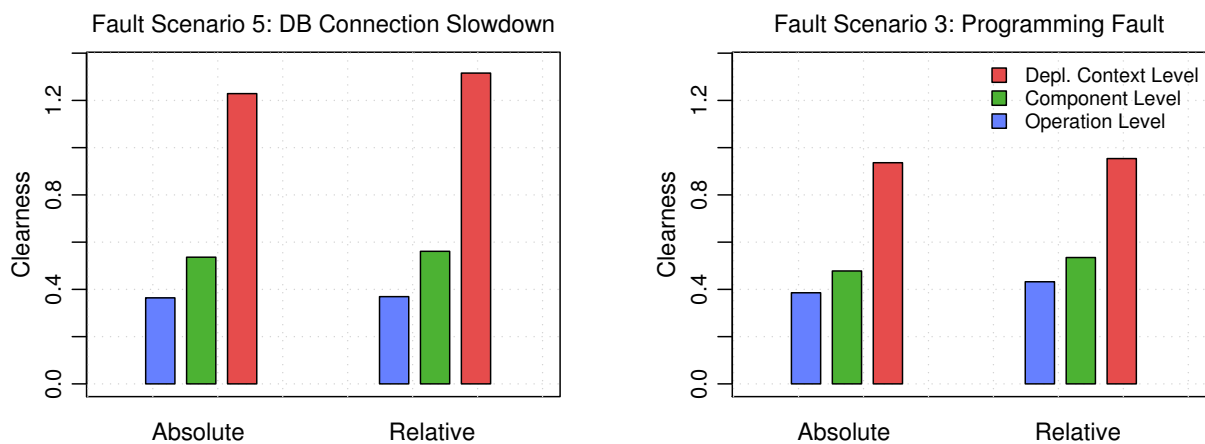 Fault Scenario 5: DB Connection Slowdown
Clearness
1.2
0.8
0.4
0.0
Absolute
Relative
Fault Scenario 3: Programming Fault
Clearness
1.2
0.8
0.4
0.0
Depl. Context Level
Component Level
Operation Level
Absolute
Relative